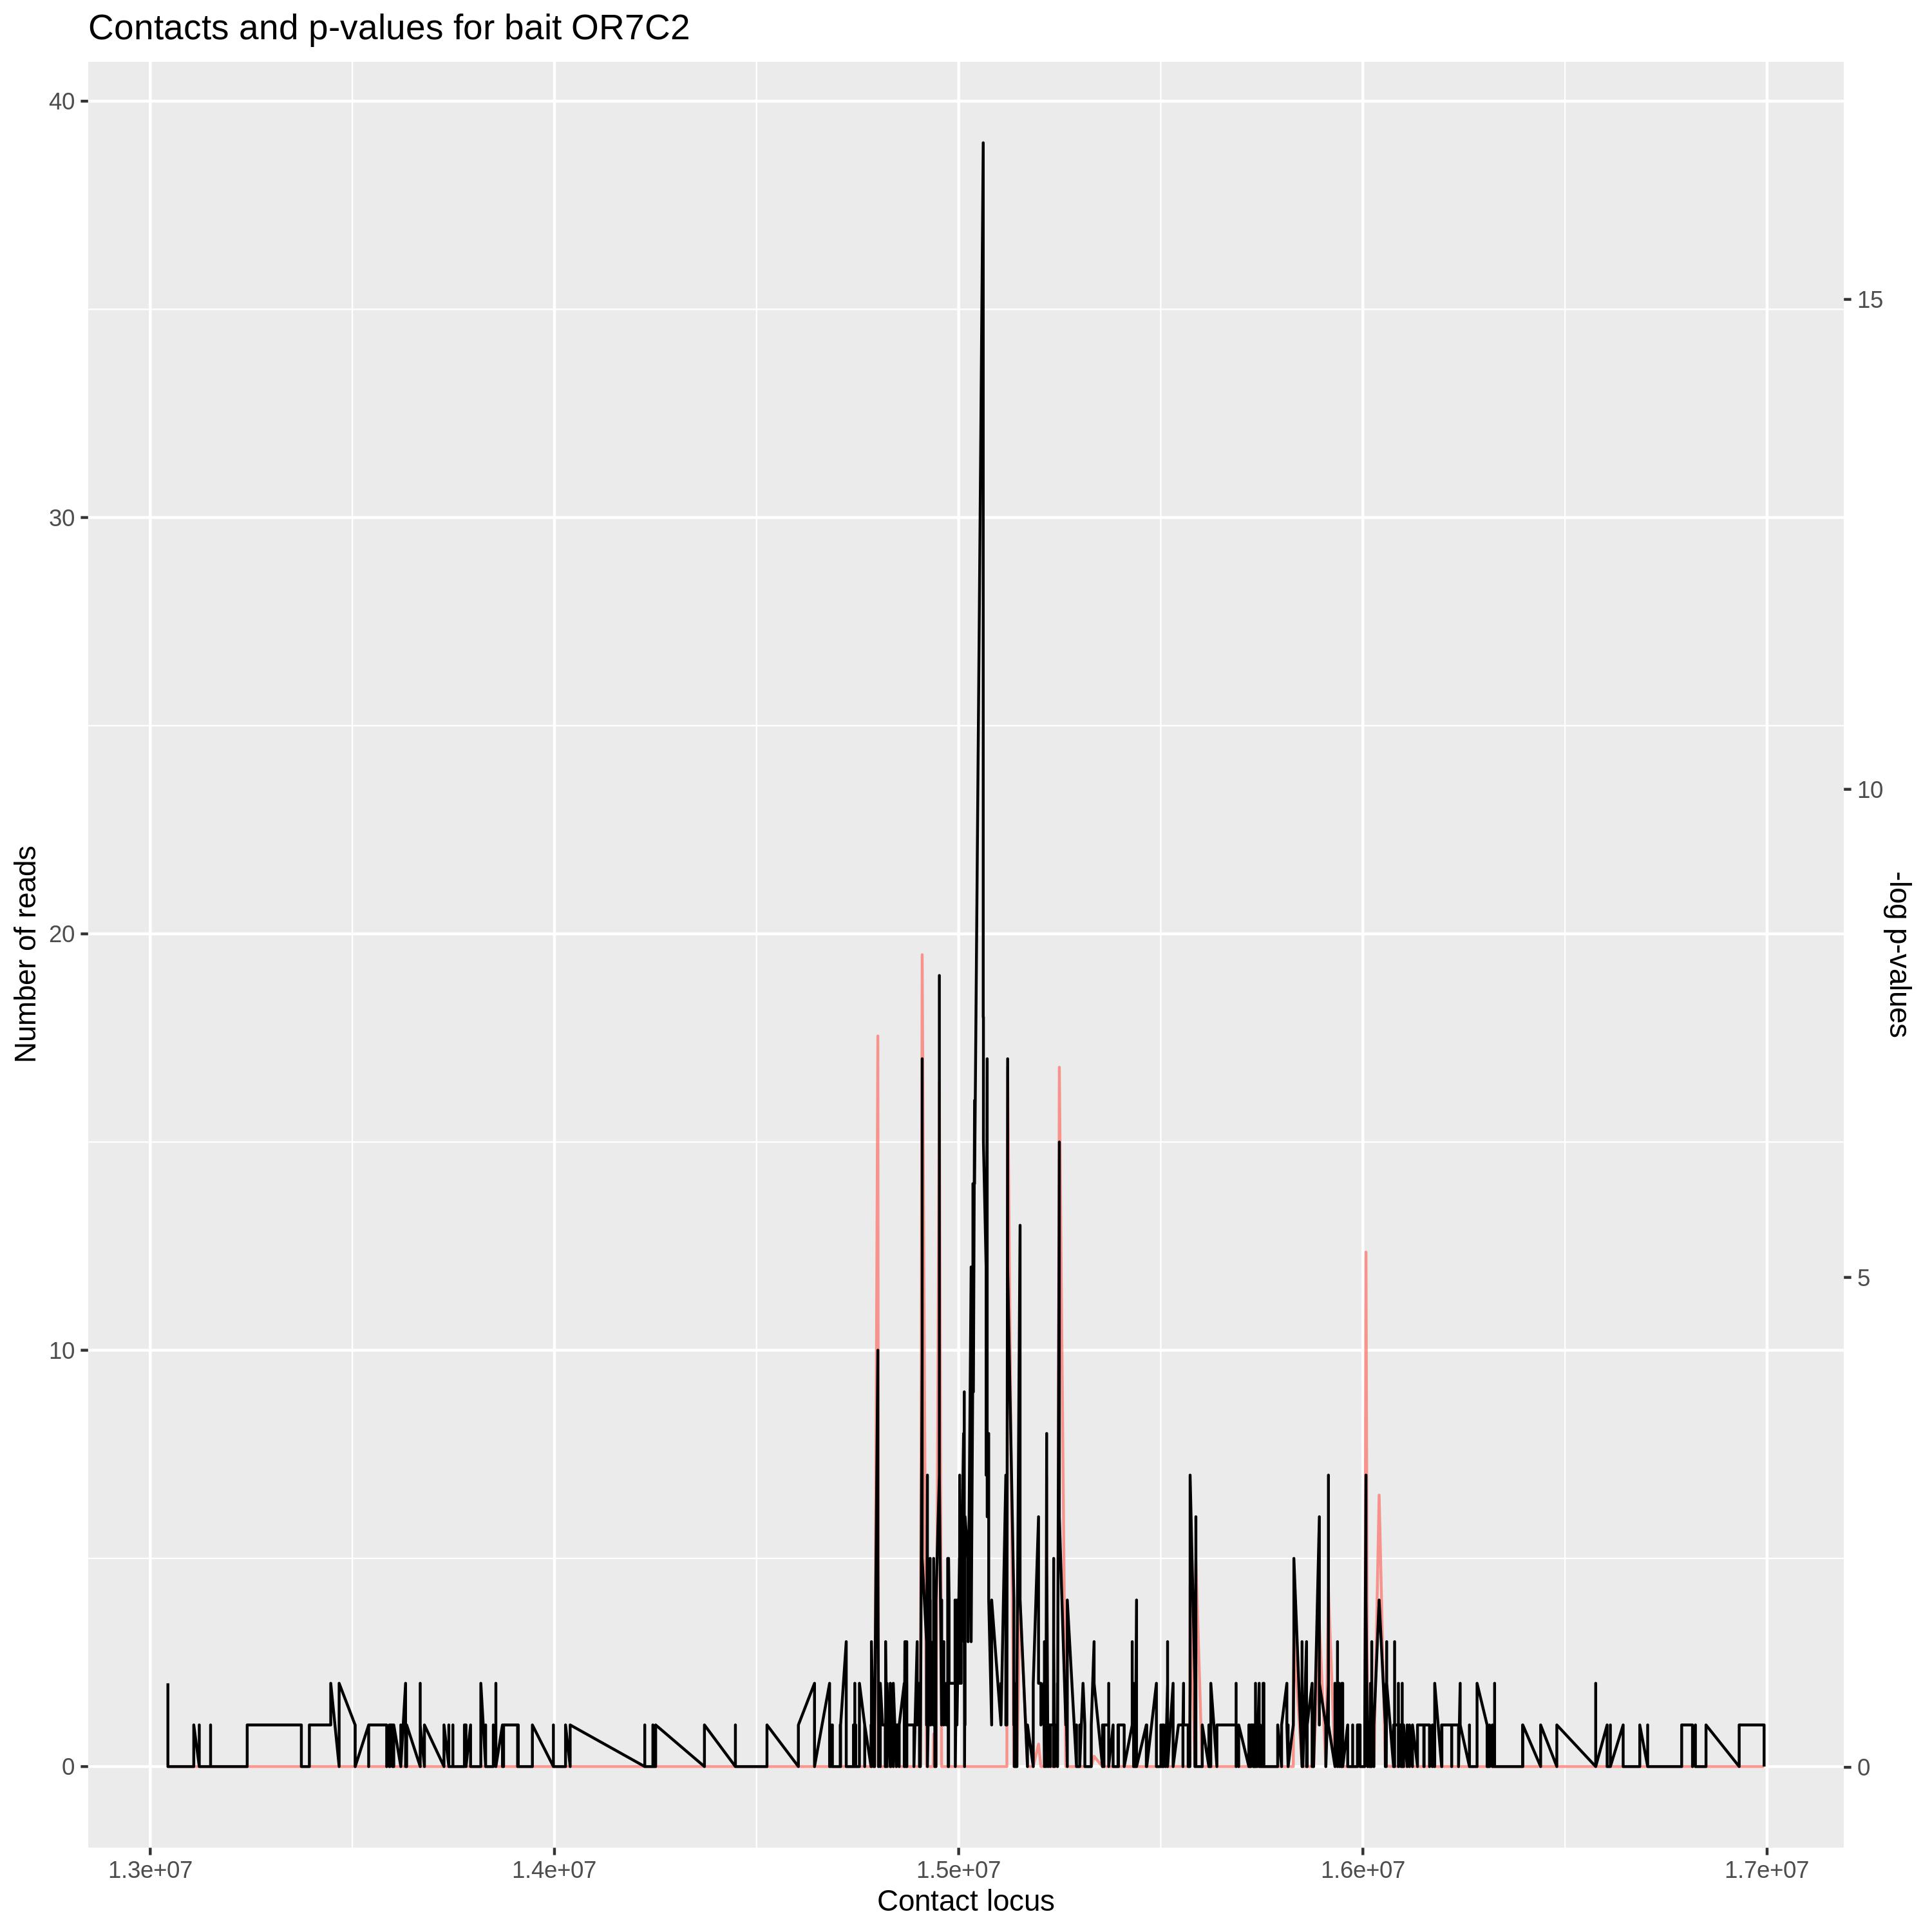 Contacts and p-values for bait OR7C2
40
30
20
10
0
Number of reads
15
10
5
0
-log p-values
1.3e+07 1.4e+07 1.5e+07 1.6e+07 1.7e+07
Contact locus